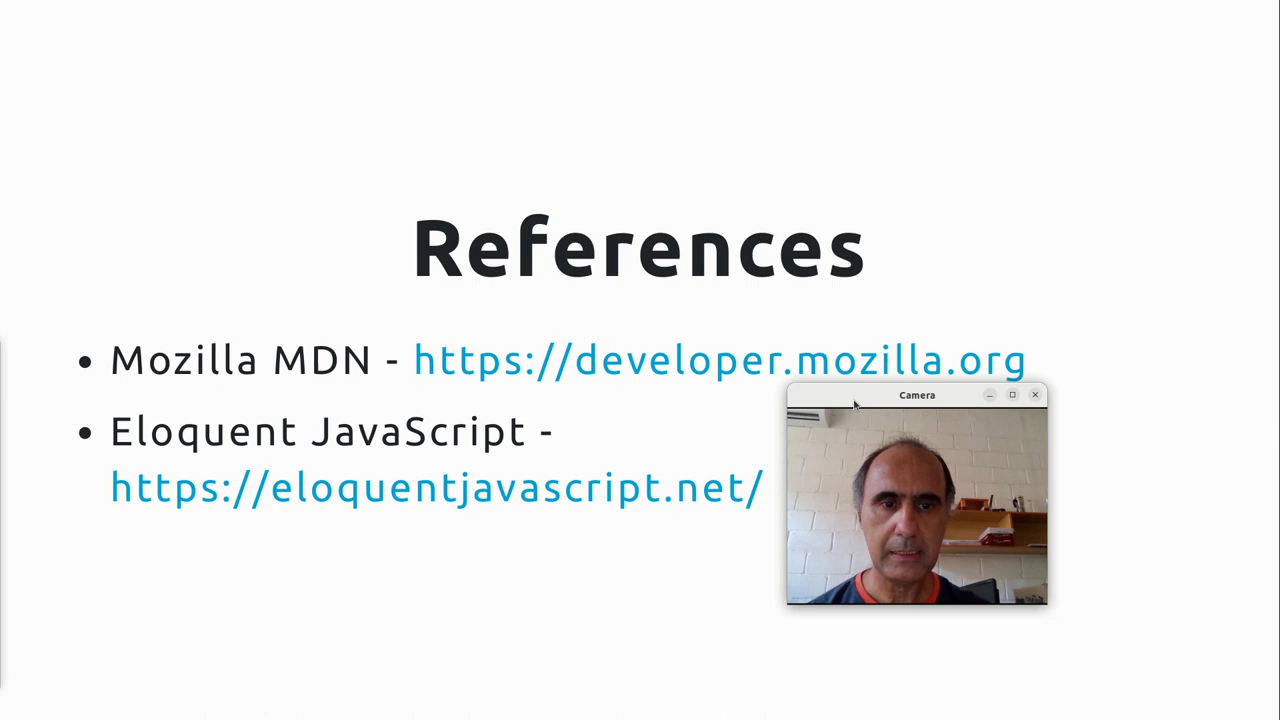 References
• Mozilla MDN - https://developer.mozilla.org
• Eloquent JavaScript -
https://eloquentjavascript.net/
Camera